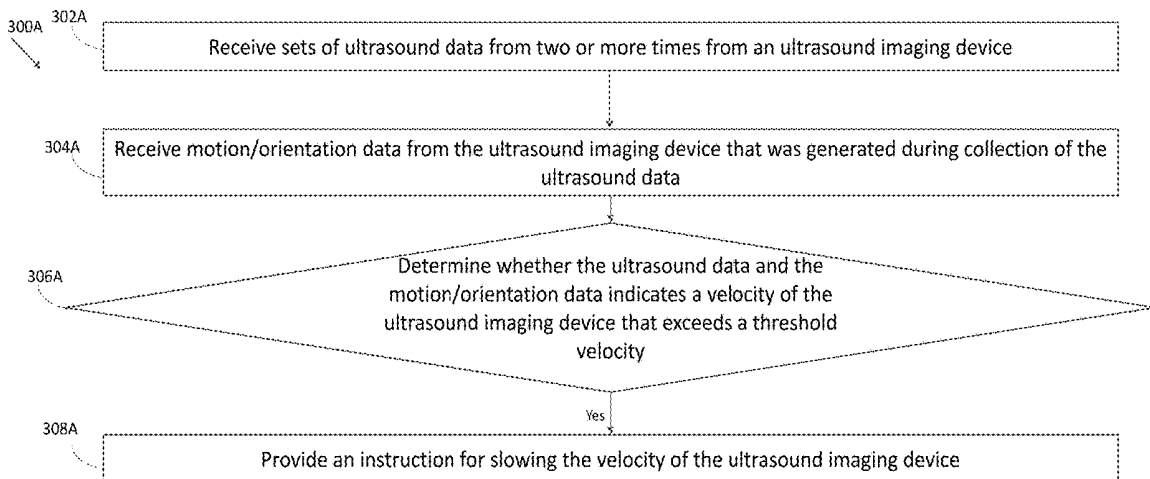 300A
302A
Receive sets of ultrasound data from two or more times from an ultrasound imaging device
304A
Receive motion/orientation data from the ultrasound imaging device that was generated during collection of the
ultrasound data
306A
Determine whether the ultrasound data and the
motion/orientation data indicates a velocity of the
ultrasound imaging device that exceeds a threshold
velocity
Yes
308A
Provide an instruction for slowing the velocity of the ultrasound imaging device